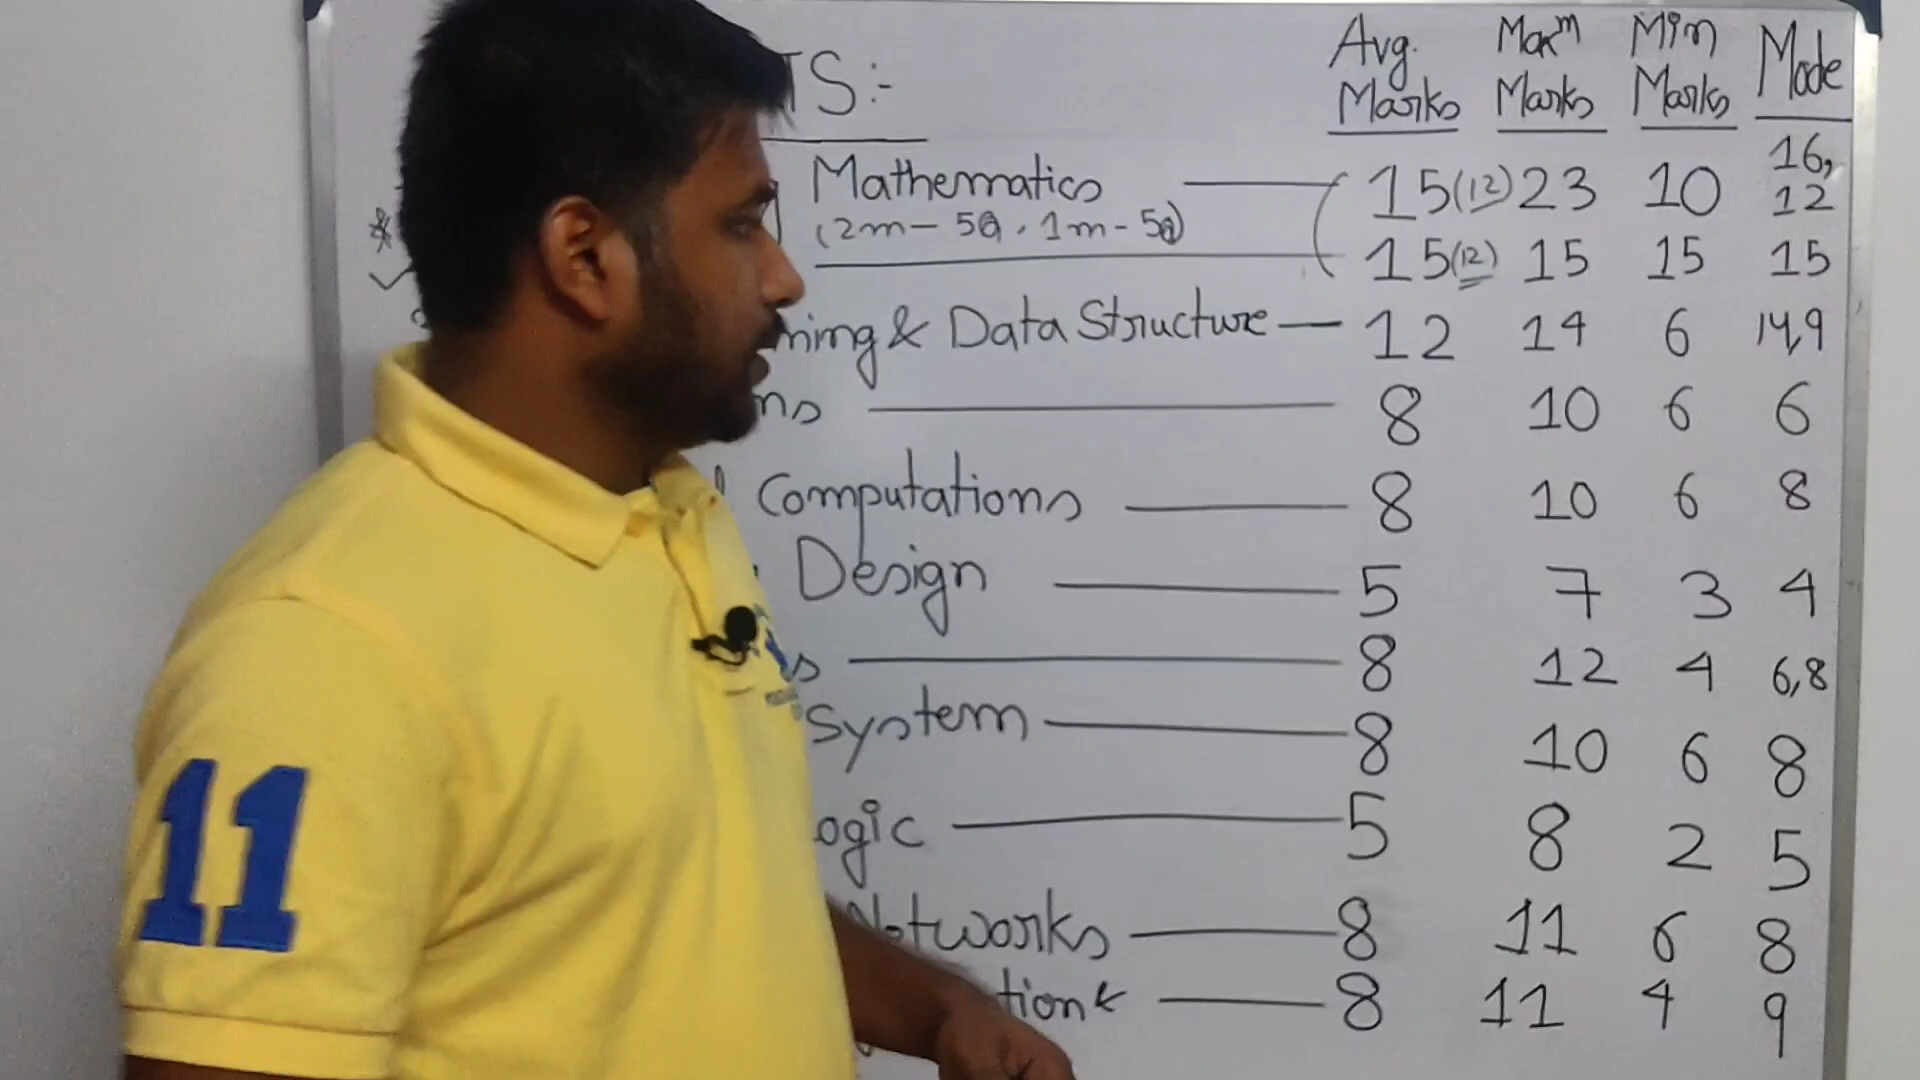 TS:- Avg. Marks Maxm Marks Min Marks Mode
Mathematics 15(12) 23 10 16, 12
(2m-5Q, 1m-5Q)
15(12) 15 15 15
ming & Data Structure 12 14 6 14,9
ms 8 10 6 6
Computations 8 10 6 8
Design 5 7 3 4
s 8 12 4 6,8
System 8 10 6 8
ogic 5 8 2 5
Networks 8 11 6 8
tion & 8 11 4 9
11